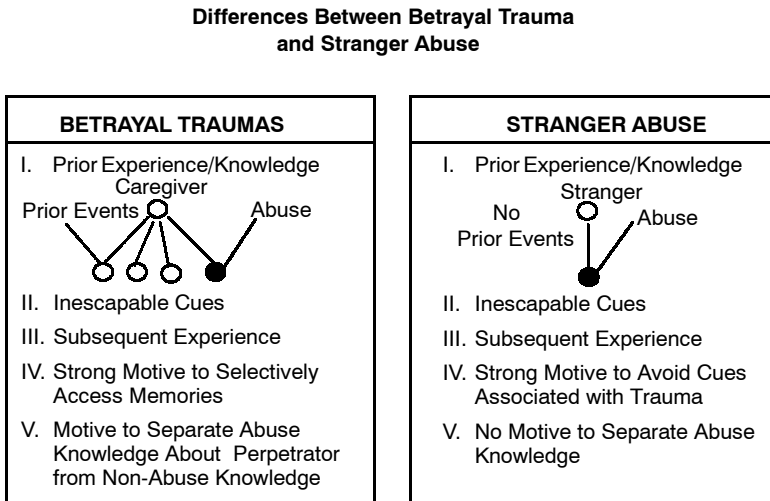 Differences Between Betrayal Trauma
and Stranger Abuse
BETRAYAL TRAUMAS
I. Prior Experience/Knowledge
Caregiver
Prior Events
Abuse
II. Inescapable Cues
III. Subsequent Experience
IV. Strong Motive to Selectively
Access Memories
V. Motive to Separate Abuse
Knowledge About Perpetrator
from Non-Abuse Knowledge
STRANGER ABUSE
I. Prior Experience/Knowledge
Stranger
No
Prior Events
Abuse
II. Inescapable Cues
III. Subsequent Experience
IV. Strong Motive to Avoid Cues
Associated with Trauma
V. No Motive to Separate Abuse
Knowledge